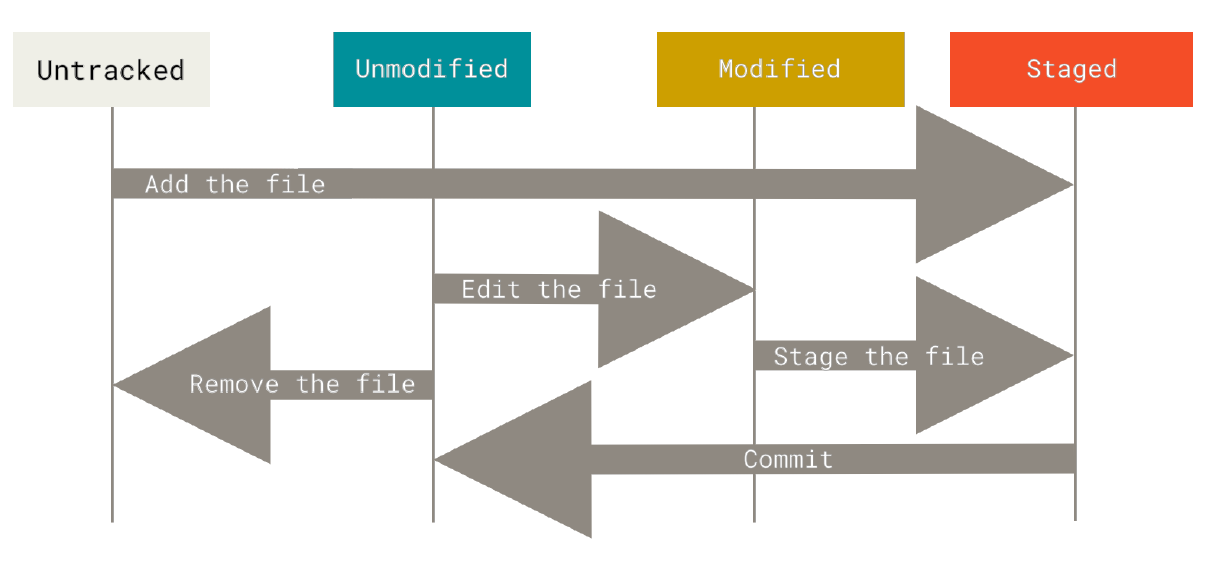 Untracked
Unmodified
Modified
Staged
Add the file
Edit the file
Stage the file
Remove the file
Commit